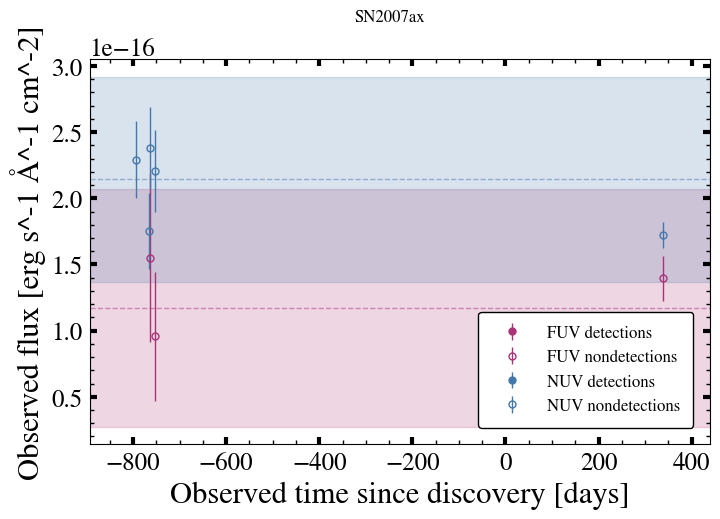 SN2007ax
1e−16
3.0
2.5
2.0
1.5
1.0
0.5
Observed flux [erg s^-1 Å^-1 cm^-2]
FUV detections
FUV nondetections
NUV detections
NUV nondetections
−800 −600 −400 −200 0 200 400
Observed time since discovery [days]